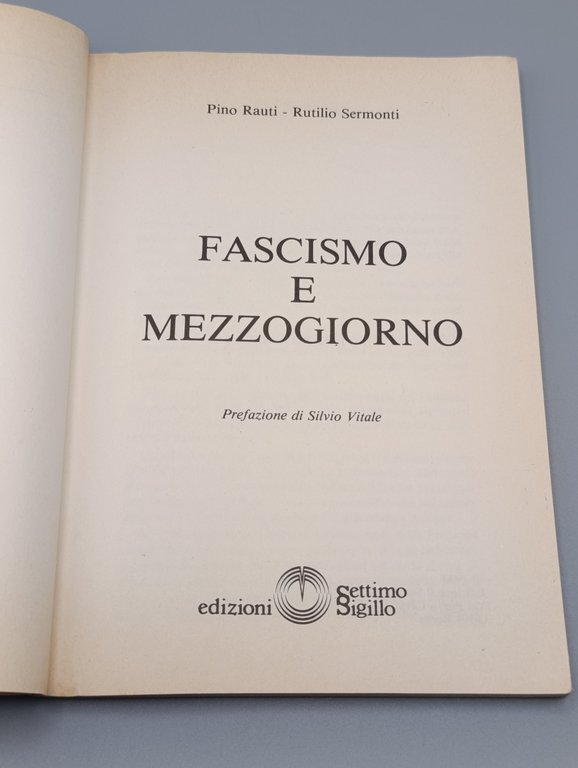 Pino Rauti - Rutilio Sermonti
FASCISMO
E
MEZZOGIORNO
Prefazione di Silvio Vitale
edizioni Settimo
Sigillo